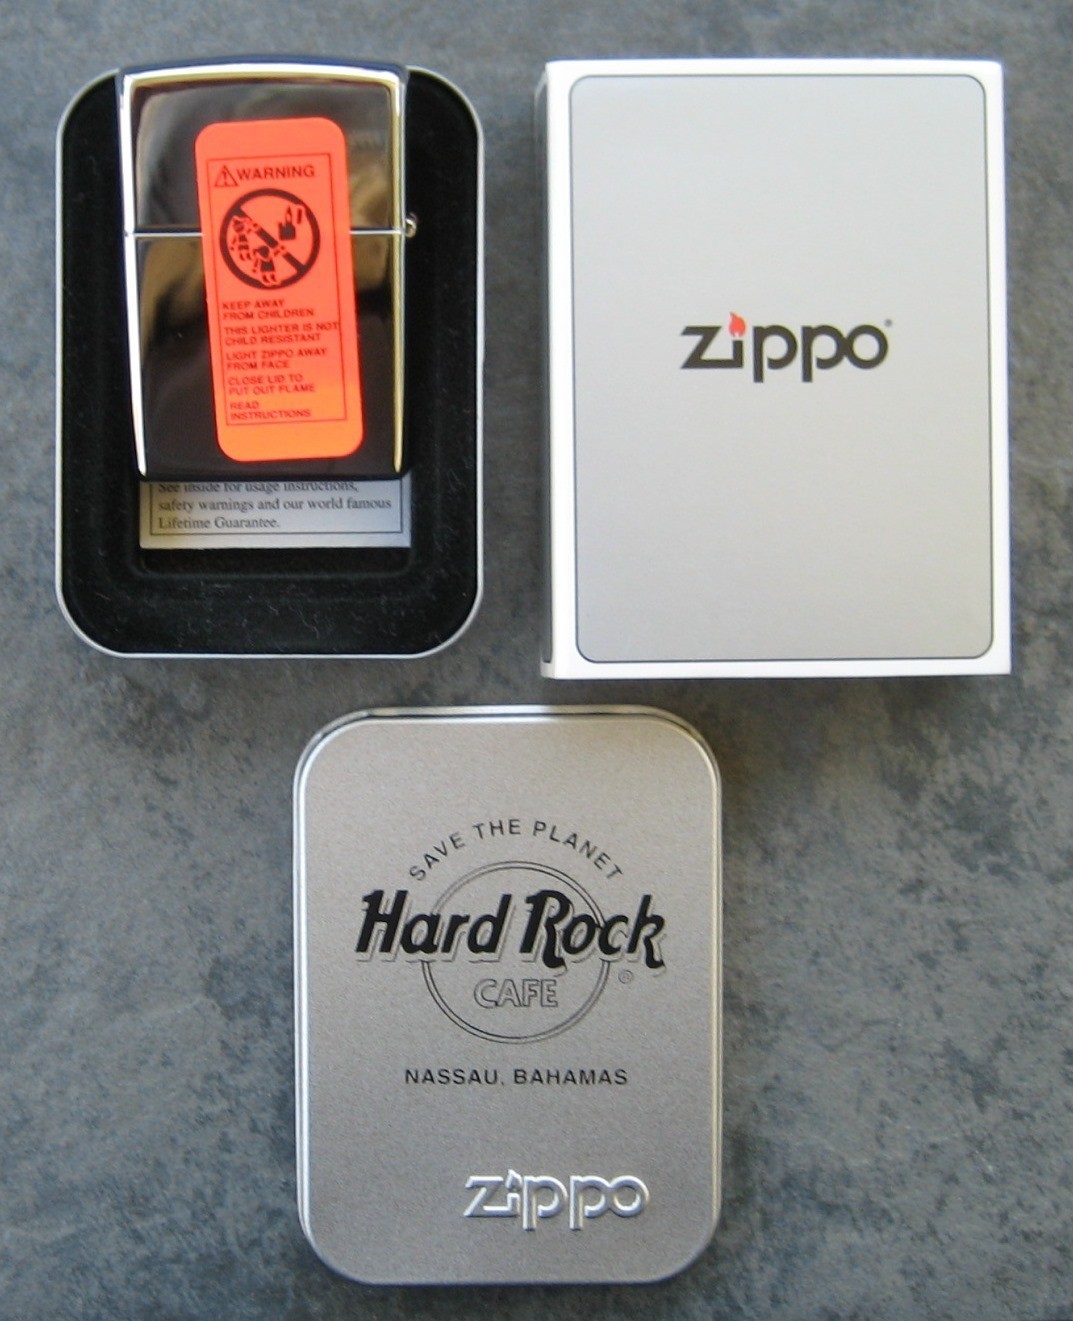 WARNING
KEEP AWAY
FROM CHILDREN
THIS LIGHTER IS NOT
CHILD RESISTANT
LIGHT ZIPPO AWAY
FROM FACE
CLOSE LID TO
PUT OUT FLAME
READ
INSTRUCTIONS
See inside for usage instructions,
safety warnings and our world famous
Lifetime Guarantee.
zippo®
SAVE THE PLANET
Hard Rock
®
CAFE
NASSAU, BAHAMAS
zippo